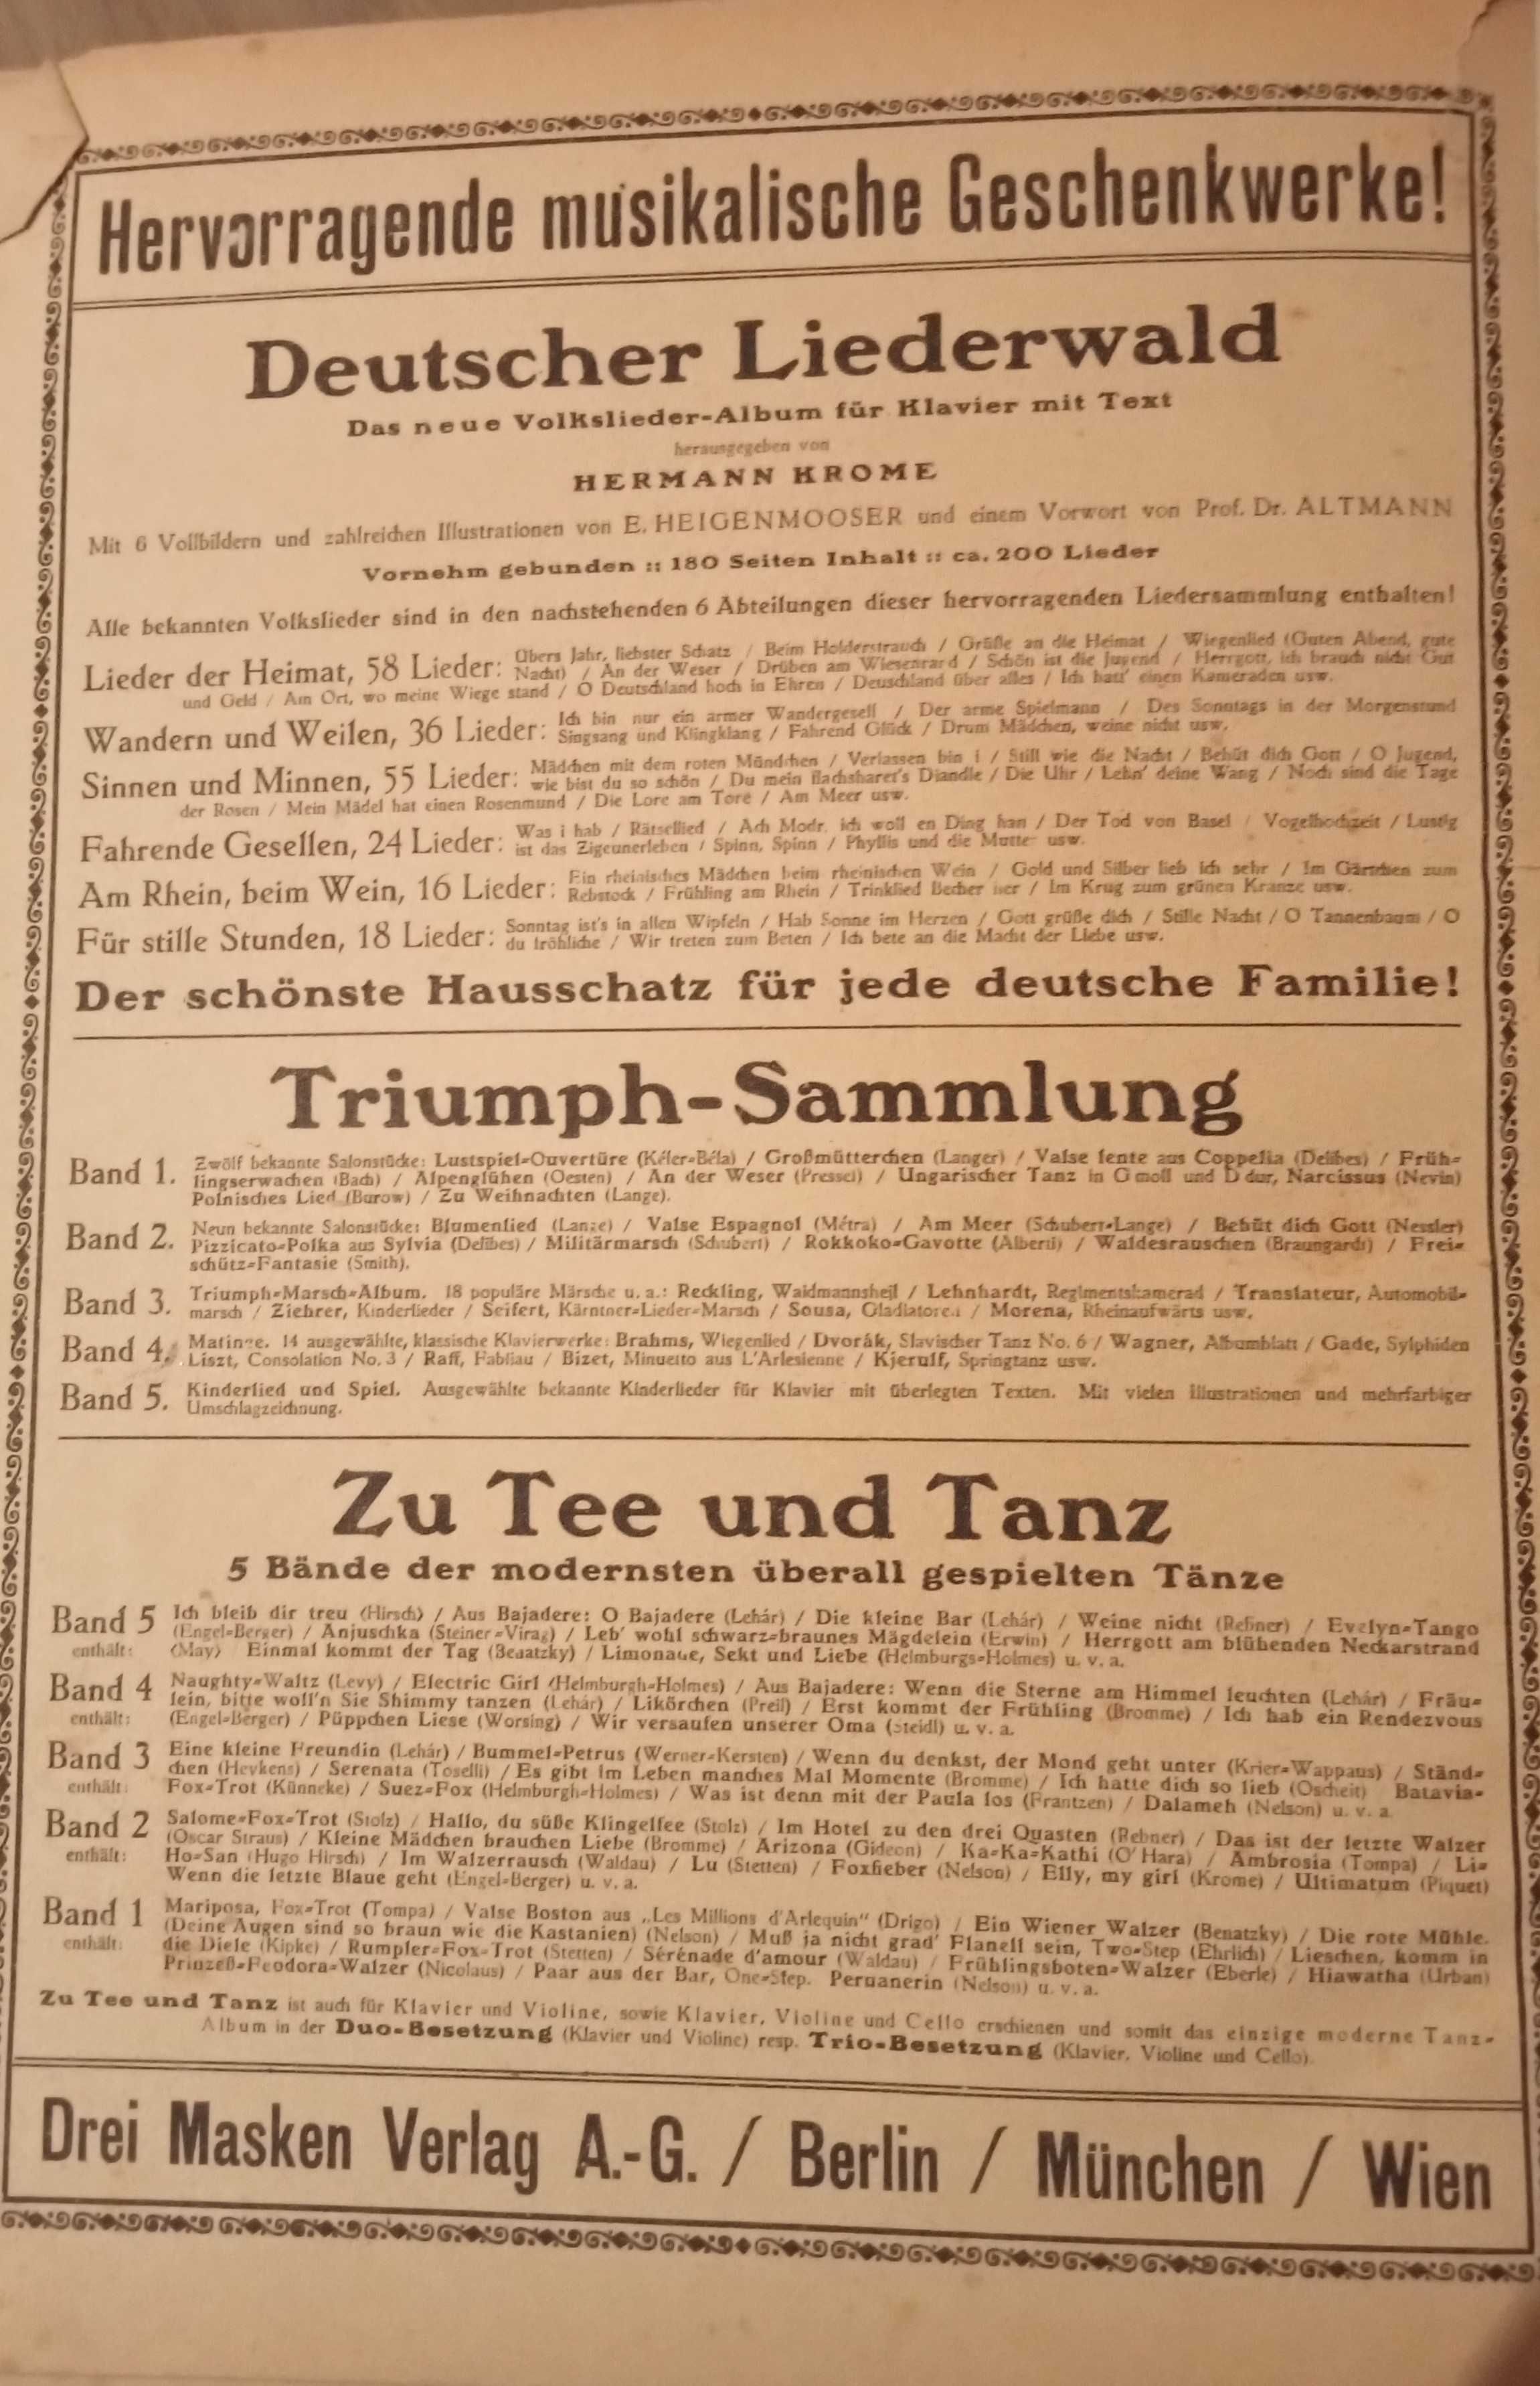 Hervorragende musikalische Geschenkwerke!
Deutscher Liederwald
Das neue Volkslieder-Album für Klavier mit Text
herausgegeben von
HERMANN KROME
Mit 6 Vollbildern und zahlreichen Illustrationen von E. HEIGENMOOSER und einem Vorwort von Prof. Dr. ALTMANN
Vornehm gebunden :: 180 Seiten Inhalt :: ca. 200 Lieder
Alle bekannten Volkslieder sind in den nachstehenden 6 Abteilungen dieser hervorragenden Liedersammlung enthalten!
Lieder der Heimat, 58 Lieder: Übers Jahr, liebster Schatz / Beim Holderstrauch / Grüße an die Heimat / Wiegenlied (Guten Abend, gute
Nacht) / An der Weser / Drüben am Wiesenrand / Schön ist die Jugend / Herrgott, ich brauch nicht Gut
und Geld / Am Ort, wo meine Wiege stand / O Deutschland hoch in Ehren / Deuschland über alles / Ich hatt' einen Kameraden usw.
Wandern und Weilen, 36 Lieder: Ich bin nur ein armer Wandergesell / Der arme Spielmann / Des Sonntags in der Morgenstund
Singsang und Klingklang / Fahrend Glück / Drum Mädchen, weine nicht usw.
Sinnen und Minnen, 55 Lieder: Mädchen mit dem roten Mündchen / Verlassen bin i / Still wie die Nacht / Behüt dich Gott / O Jugend,
wie bist du so schön / Du mein flachsharet's Diandle / Die Uhr / Lehn' deine Wang / Noch sind die Tage
der Rosen / Mein Mädel hat einen Rosenmund / Die Lore am Tore / Am Meer usw.
Fahrende Gesellen, 24 Lieder: Was i hab / Rätsellied / Ach Modr, ich woll en Ding han / Der Tod von Basel / Vogelhochzeit / Lustig
ist das Zigeunerleben / Spinn, Spinn / Phyllis und die Mutter usw.
Am Rhein, beim Wein, 16 Lieder: Ein rheinisches Mädchen beim rheinischen Wein / Gold und Silber lieb ich sehr / Im Gärtchen zum
Rebstock / Frühling am Rhein / Trinklied Becher her / Im Krug zum grünen Kranze usw.
Für stille Stunden, 18 Lieder: Sonntag ist's in allen Wipfeln / Hab Sonne im Herzen / Gott grüße dich / Stille Nacht / O Tannenbaum / O
du fröhliche / Wir treten zum Beten / Ich bete an die Macht der Liebe usw.
Der schönste Hausschatz für jede deutsche Familie!
Triumph-Sammlung
Band 1. Zwölf bekannte Salonstücke: Lustspiel-Ouvertüre (Kéler-Béla) / Großmütterchen (Langer) / Valse lente aus Coppelia (Delibes) / Früh-
lingserwachen (Bach) / Alpenglühen (Oesten) / An der Weser (Pressel) / Ungarischer Tanz in G moll und D dur, Narcissus (Nevin)
Polnisches Lied (Burow) / Zu Weihnachten (Lange).
Band 2. Neun bekannte Salonstücke: Blumenlied (Lange) / Valse Espagnol (Métra) / Am Meer (Schubert-Lange) / Behüt dich Gott (Nessler)
Pizzicato-Polka aus Sylvia (Delibes) / Militärmarsch (Schubert) / Rokkoko-Gavotte (Alberti) / Waldesrauschen (Braungardt) / Frei-
schütz-Fantasie (Smith).
Band 3. Triumph-Marsch-Album. 18 populäre Märsche u. a.: Reckling, Waidmannsheil / Lehnhardt, Regimentskamerad / Translateur, Automobil-
marsch / Ziehrer, Kinderlieder / Seifert, Kärntner-Lieder-Marsch / Sousa, Gladiatoren / Morena, Rheinaufwärts usw.
Band 4. Matinee. 14 ausgewählte, klassische Klavierwerke: Brahms, Wiegenlied / Dvorák, Slavischer Tanz No. 6 / Wagner, Albumblatt / Gade, Sylphiden
Liszt, Consolation No. 3 / Raff, Fabliau / Bizet, Minuetto aus L'Arlesienne / Kjerulf, Springtanz usw.
Band 5. Kinderlied und Spiel. Ausgewählte bekannte Kinderlieder für Klavier mit überlegten Texten. Mit vielen Illustrationen und mehrfarbiger
Umschlagzeichnung.
Zu Tee und Tanz
5 Bände der modernsten überall gespielten Tänze
Band 5 Ich bleib dir treu (Hirsch) / Aus Bajadere: O Bajadere (Lehár) / Die kleine Bar (Lehár) / Weine nicht (Rebner) / Evelyn-Tango
(Engel-Berger) / Anjuschka (Steiner-Virag) / Leb' wohl schwarz-braunes Mägdelein (Erwin) / Herrgott am blühenden Neckarstrand
enthält: (May) Einmal kommt der Tag (Benatzky) / Limonade, Sekt und Liebe (Helmburgs-Holmes) u. v. a.
Band 4 Naughty-Waltz (Levy) / Electric Girl (Helmburgh-Holmes) / Aus Bajadere: Wenn die Sterne am Himmel leuchten (Lehár) / Fräu-
lein, bitte woll'n Sie Shimmy tanzen (Lehár) / Likörchen (Preil) / Erst kommt der Frühling (Bromme) / Ich hab ein Rendezvous
enthält: (Engel-Berger) / Püppchen Liese (Worsing) / Wir versaufen unserer Oma (Steidl) u. v. a.
Band 3 Eine kleine Freundin (Lehár) / Bummel-Petrus (Werner-Kersten) / Wenn du denkst, der Mond geht unter (Krier-Wappaus) / Ständ-
chen (Heykens) / Serenata (Toselli) / Es gibt im Leben manches Mal Momente (Bromme) / Ich hatte dich so lieb (Oscheit) Batavia-
enthält: Fox-Trot (Künneke) / Suez-Fox (Helmburgh-Holmes) / Was ist denn mit der Paula los (Frantzen) / Dalameh (Nelson) u. v. a.
Band 2 Salome-Fox-Trot (Stolz) / Hallo, du süße Klingelfee (Stolz) / Im Hotel zu den drei Quasten (Rebner) / Das ist der letzte Walzer
(Oscar Straus) / Kleine Mädchen brauchen Liebe (Bromme) / Arizona (Gideon) / Ka-Ka-Kathi (O'Hara) / Ambrosia (Tompa) / Li-
enthält: Ho-San (Hugo Hirsch) / Im Walzerrausch (Waldau) / Lu (Stetten) / Foxfieber (Nelson) / Elly, my girl (Krome) / Ultimatum (Piquet)
Wenn die letzte Blaue geht (Engel-Berger) u. v. a.
Band 1 Mariposa, Fox-Trot (Tompa) / Valse Boston aus „Les Millions d'Arlequin“ (Drigo) / Ein Wiener Walzer (Benatzky) / Die rote Mühle.
(Deine Augen sind so braun wie die Kastanien) (Nelson) / Muß ja nicht grad' Flanell sein, Two-Step (Ehrlich) / Lieschen, komm in
enthält: die Diele (Kipke) / Rumpler-Fox-Trot (Stetten) / Sérénade d'amour (Waldau) / Frühlingsboten-Walzer (Eberle) / Hiawatha (Urban)
Prinzeß-Feodora-Walzer (Nicolaus) / Paar aus der Bar, One-Step. Peruanerin (Nelson) u. v. a.
Zu Tee und Tanz ist auch für Klavier und Violine, sowie Klavier, Violine und Cello erschienen und somit das einzige moderne Tanz-
Album in der Duo-Besetzung (Klavier und Violine) resp. Trio-Besetzung (Klavier, Violine und Cello).
Drei Masken Verlag A.-G. / Berlin / München / Wien